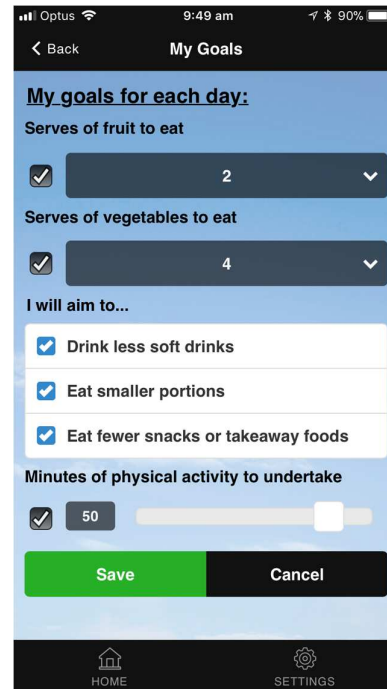 Optus 9:49 am 90%
Back My Goals
My goals for each day:
Serves of fruit to eat
2
Serves of vegetables to eat
4
I will aim to...
Drink less soft drinks
Eat smaller portions
Eat fewer snacks or takeaway foods
Minutes of physical activity to undertake
50
Save Cancel
HOME SETTINGS